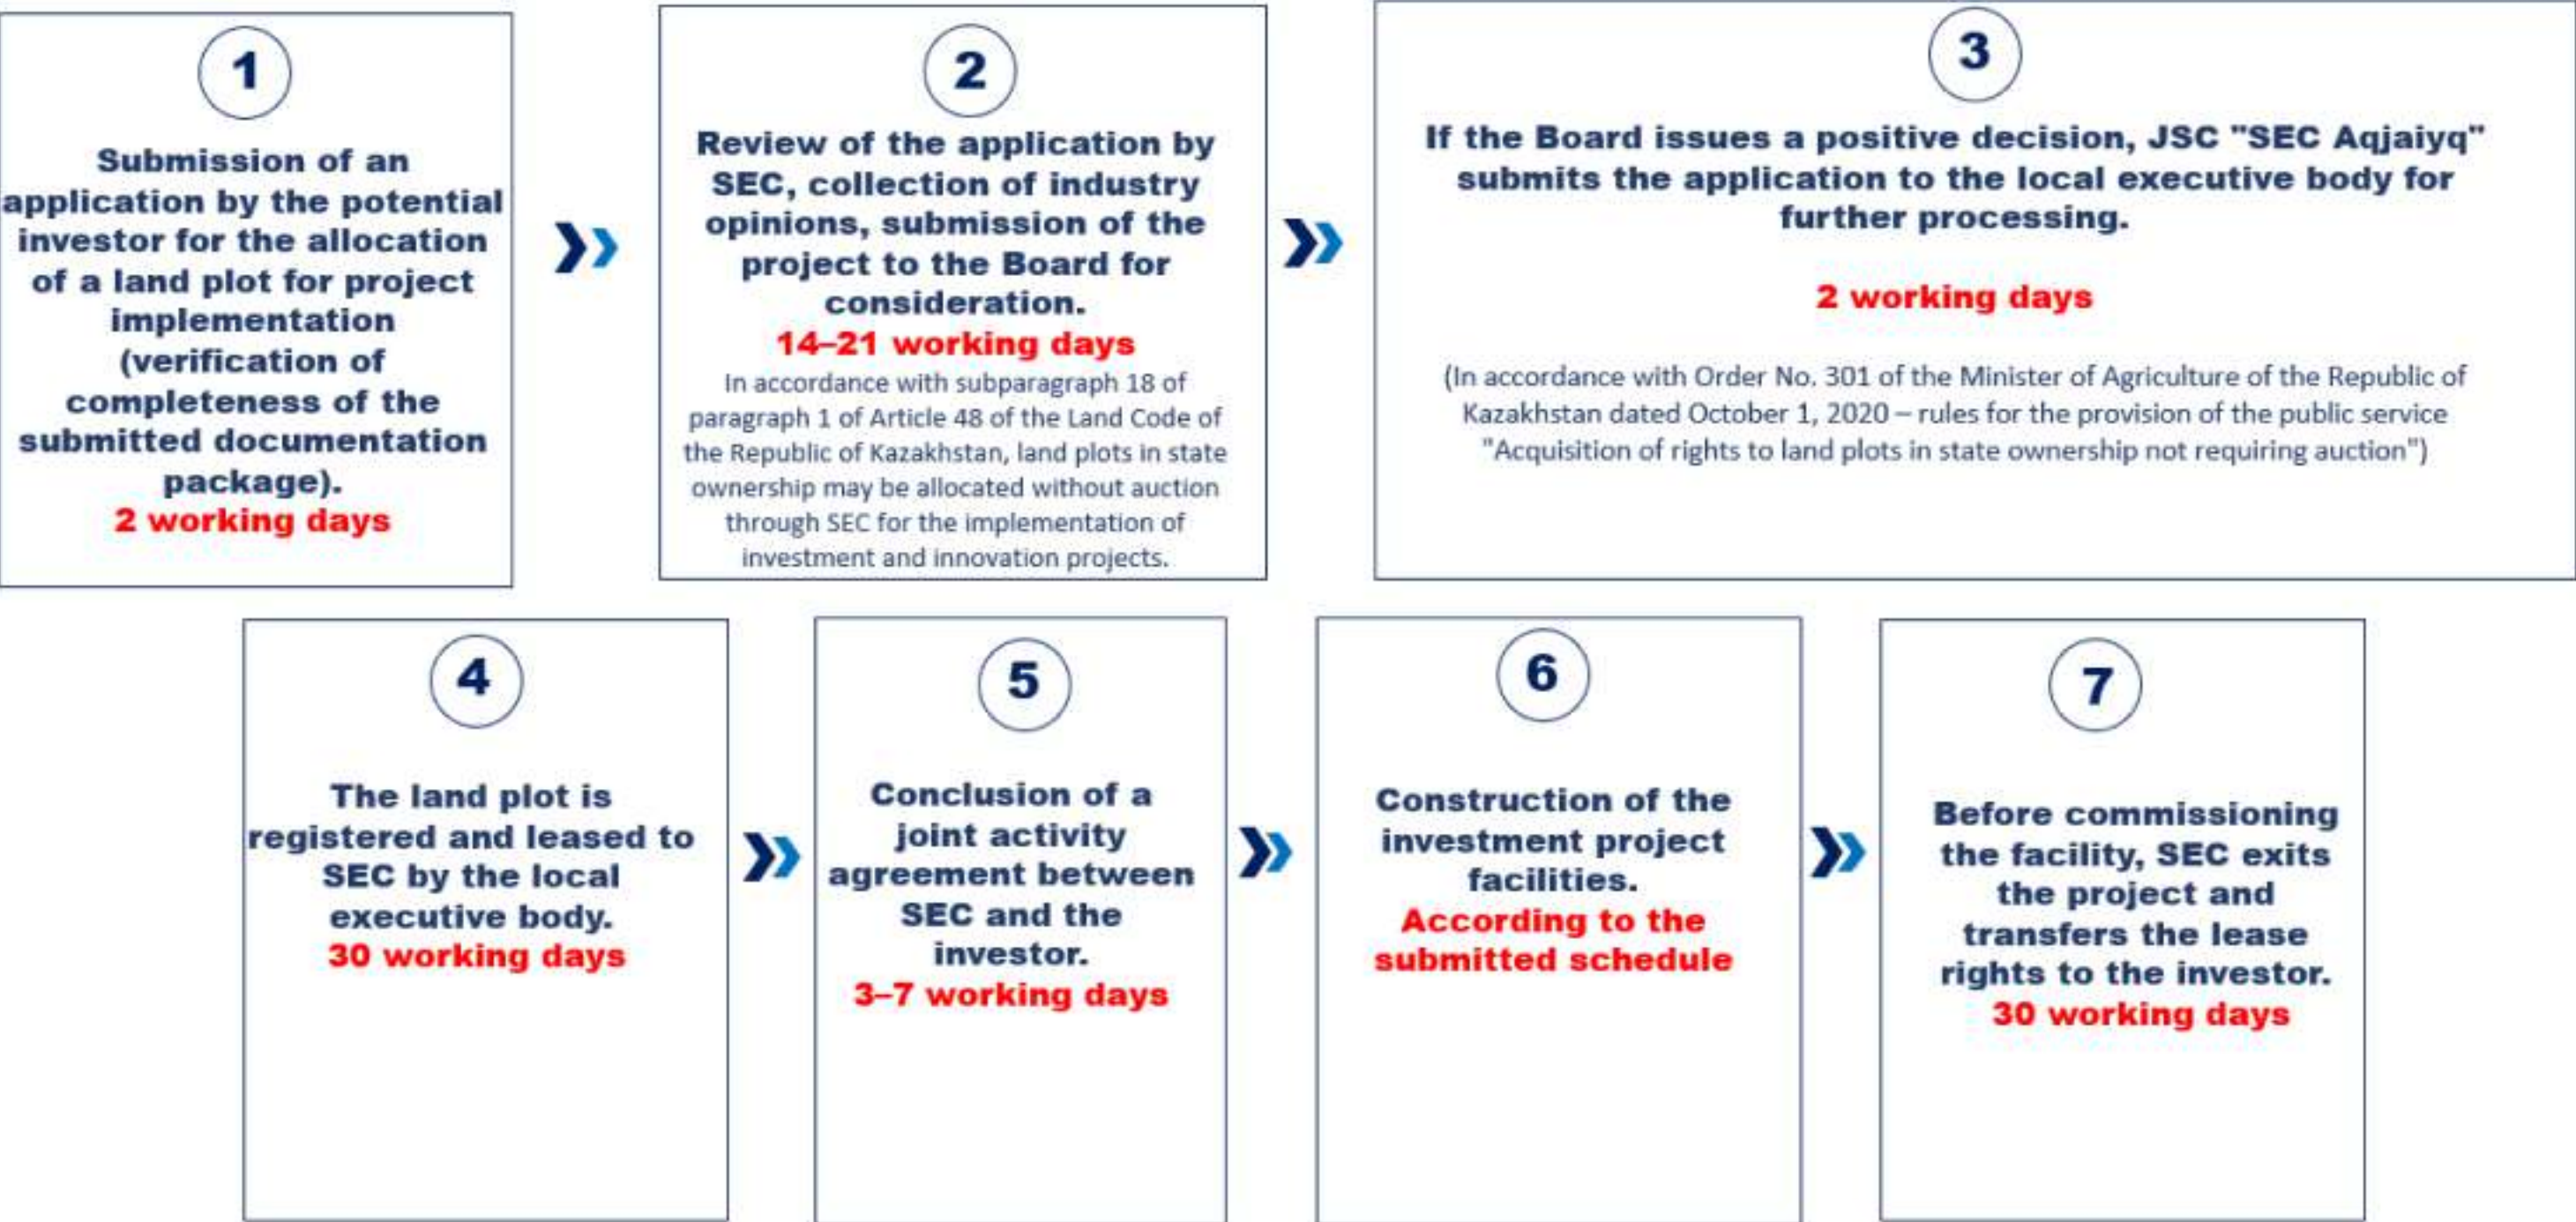 1
Submission of an
application by the potential
investor for the allocation
of a land plot for project
implementation
(verification of
completeness of the
submitted documentation
package).
2 working days
2
Review of the application by
SEC, collection of industry
opinions, submission of the
project to the Board for
consideration.
14–21 working days
In accordance with subparagraph 18 of
paragraph 1 of Article 48 of the Land Code of
the Republic of Kazakhstan, land plots in state
ownership may be allocated without auction
through SEC for the implementation of
investment and innovation projects.
3
If the Board issues a positive decision, JSC "SEC Aqjaiyq"
submits the application to the local executive body for
further processing.
2 working days
(In accordance with Order No. 301 of the Minister of Agriculture of the Republic of
Kazakhstan dated October 1, 2020 – rules for the provision of the public service
"Acquisition of rights to land plots in state ownership not requiring auction")
4
The land plot is
registered and leased to
SEC by the local
executive body.
30 working days
5
Conclusion of a
joint activity
agreement between
SEC and the
investor.
3–7 working days
6
Construction of the
investment project
facilities.
According to the
submitted schedule
7
Before commissioning
the facility, SEC exits
the project and
transfers the lease
rights to the investor.
30 working days